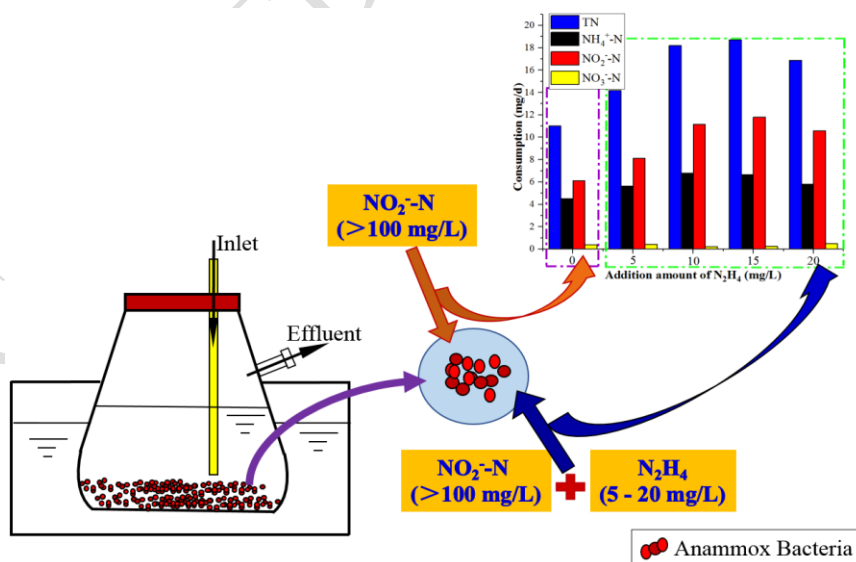 TN
NH₄⁺-N
NO₂⁻-N
NO₃⁻-N
20
18
16
14
12
10
8
6
4
2
0
Consumption (mg/d)
0 5 10 15 20
Addition amount of N₂H₄ (mg/L)
NO₂⁻-N
(>100 mg/L)
Inlet
Effluent
NO₂⁻-N
(>100 mg/L)
N₂H₄
(5 - 20 mg/L)
Anammox Bacteria